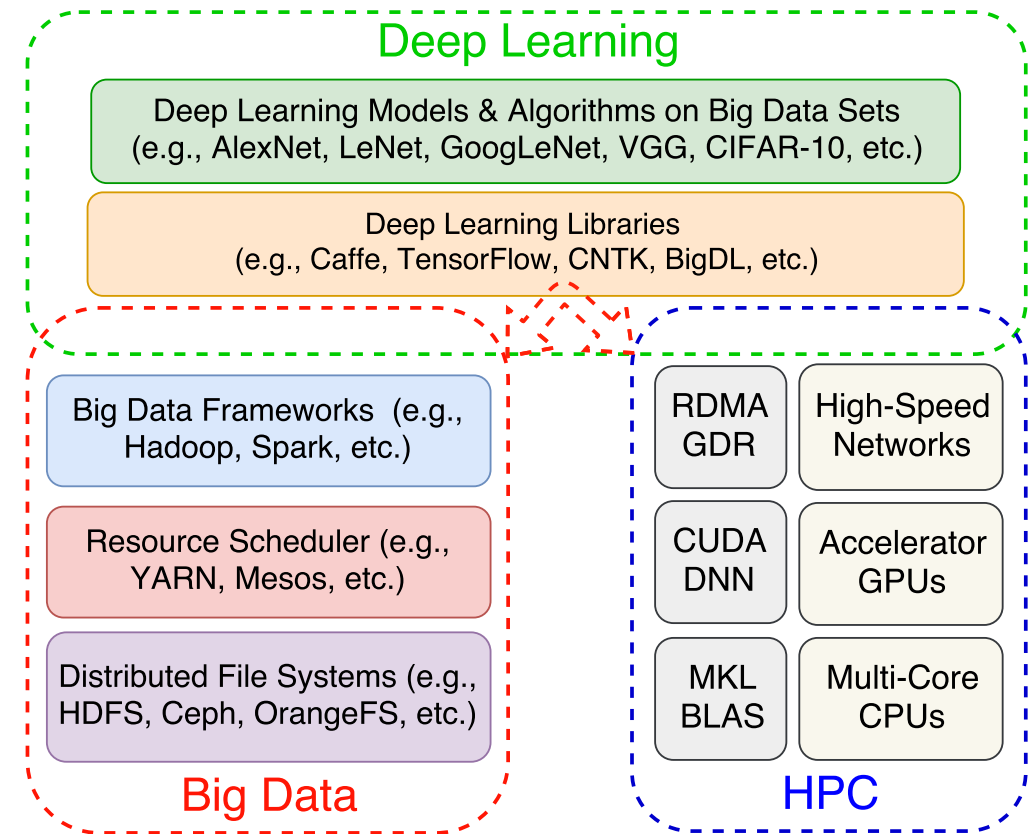 Deep Learning
Deep Learning Models & Algorithms on Big Data Sets
(e.g., AlexNet, LeNet, GoogLeNet, VGG, CIFAR-10, etc.)
Deep Learning Libraries
(e.g., Caffe, TensorFlow, CNTK, BigDL, etc.)
Big Data Frameworks (e.g.,
Hadoop, Spark, etc.)
Resource Scheduler (e.g.,
YARN, Mesos, etc.)
Distributed File Systems (e.g.,
HDFS, Ceph, OrangeFS, etc.)
Big Data
RDMA
GDR
High-Speed
Networks
CUDA
DNN
Accelerator
GPUs
MKL
BLAS
Multi-Core
CPUs
HPC